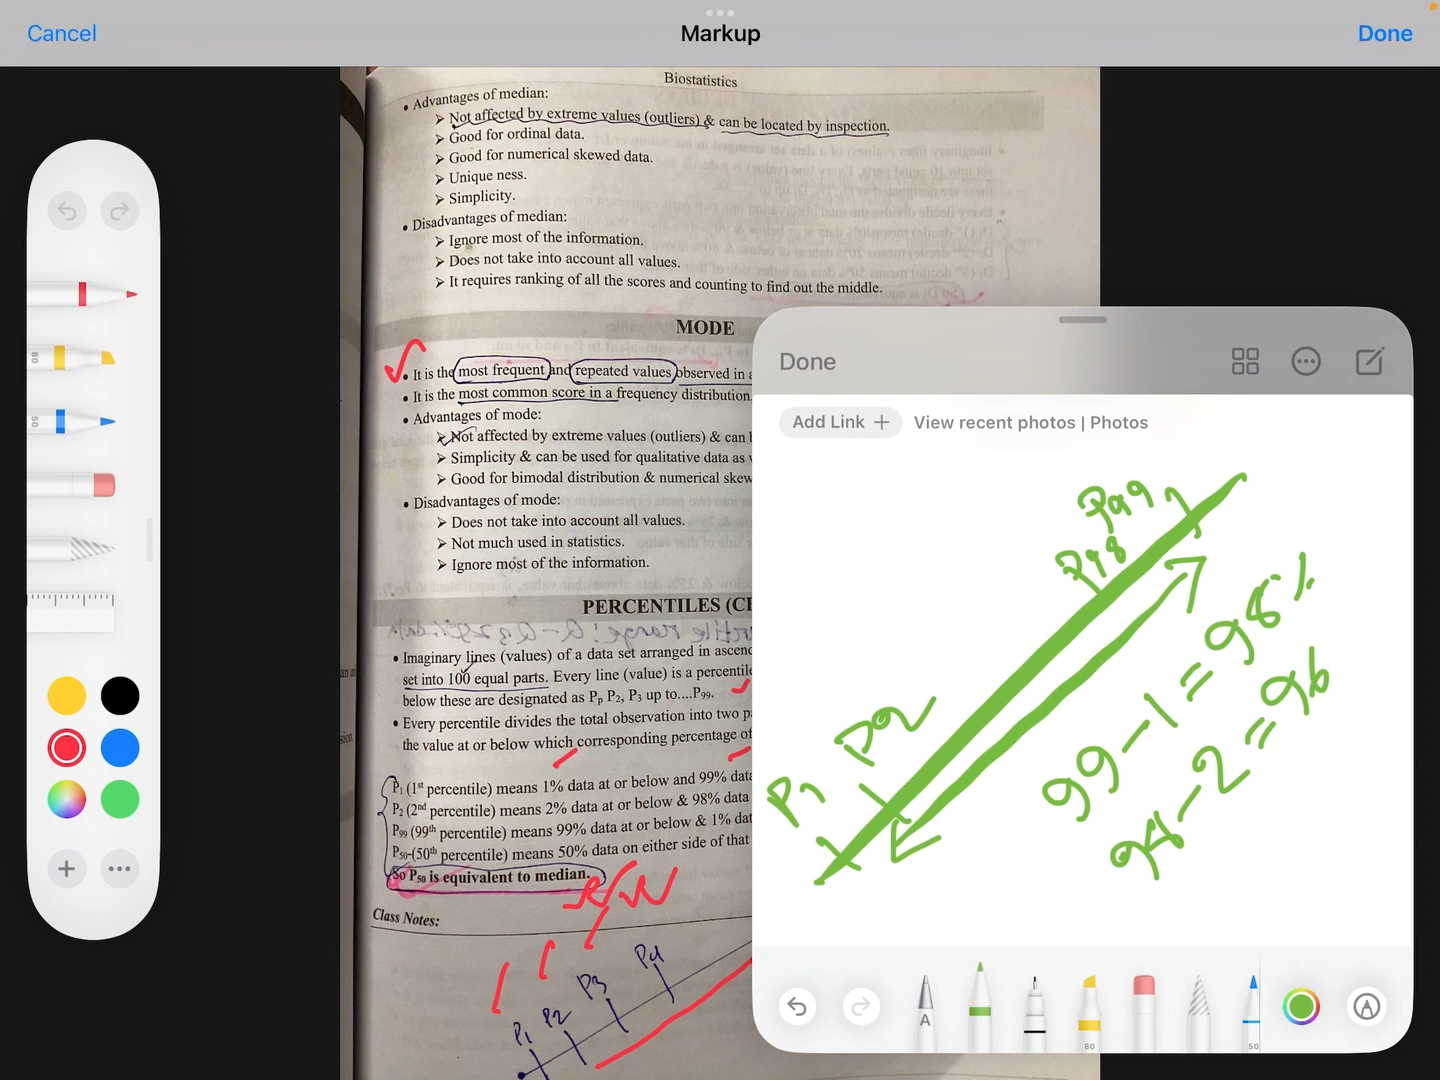 Cancel
Markup
Done
Biostatistics
• Advantages of median:
➢ Not affected by extreme values (outliers) & can be located by inspection.
➢ Good for ordinal data.
➢ Good for numerical skewed data.
➢ Unique ness.
➢ Simplicity.
• Disadvantages of median:
➢ Ignore most of the information.
➢ Does not take into account all values.
➢ It requires ranking of all the scores and counting to find out the middle.
MODE
• It is the most frequent and repeated values observed in a
• It is the most common score in a frequency distribution.
• Advantages of mode:
➢ Not affected by extreme values (outliers) & can
➢ Simplicity & can be used for qualitative data as
➢ Good for bimodal distribution & numerical skew
• Disadvantages of mode:
➢ Does not take into account all values.
➢ Not much used in statistics.
➢ Ignore most of the information.
PERCENTILES (CE
• Imaginary lines (values) of a data set arranged in ascend
set into 100 equal parts. Every line (value) is a percentile
below these are designated as P, P2, P3 up to....P99.
• Every percentile divides the total observation into two p
the value at or below which corresponding percentage of
P1 (1st percentile) means 1% data at or below and 99% data
P2 (2nd percentile) means 2% data at or below & 98% data
P99 (99th percentile) means 99% data at or below & 1% dat
P50-(50th percentile) means 50% data on either side of that
So P50 is equivalent to median.
Class Notes:
P1 P2 P3 P4
Done
Add Link +
View recent photos | Photos
P99
P98
P2
P1
99-1=98%
98-2=96
A
80
50
80
50